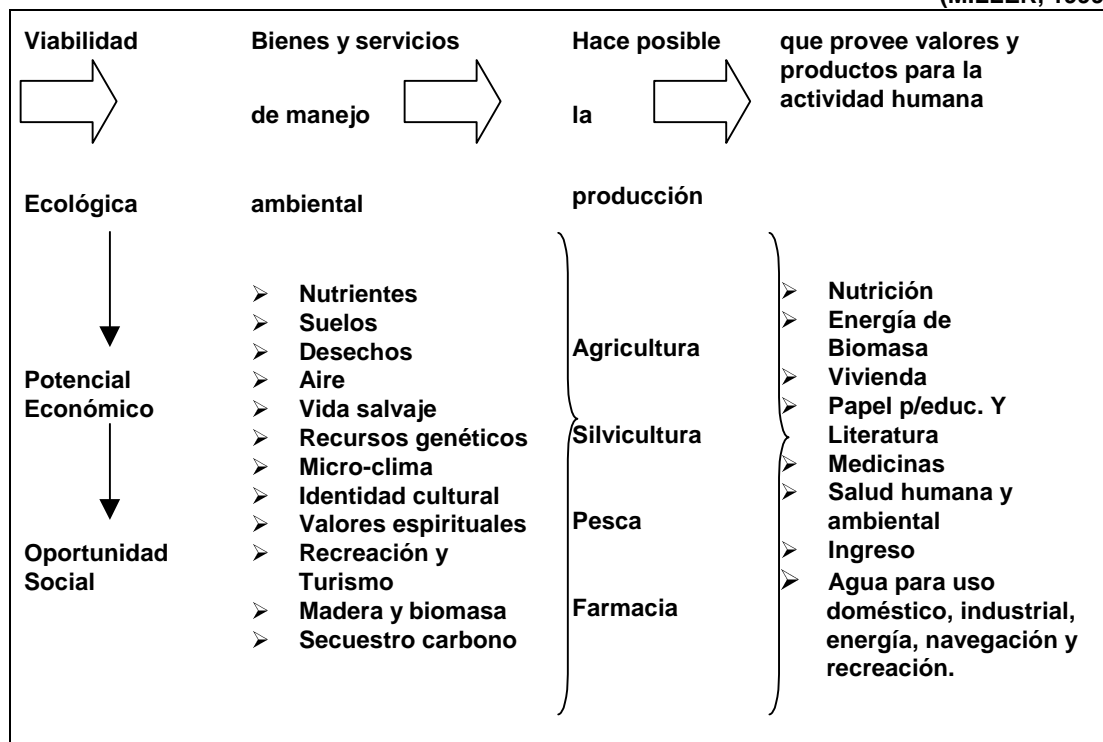 Viabilidad
Ecológica
Potencial
Económico
Oportunidad
Social
Bienes y servicios
de manejo
ambiental
➢ Nutrientes
➢ Suelos
➢ Desechos
➢ Aire
➢ Vida salvaje
➢ Recursos genéticos
➢ Micro-clima
➢ Identidad cultural
➢ Valores espirituales
➢ Recreación y
Turismo
➢ Madera y biomasa
➢ Secuestro carbono
Hace posible
la
producción
Agricultura
Silvicultura
Pesca
Farmacia
que provee valores y
productos para la
actividad humana
➢ Nutrición
➢ Energía de
Biomasa
➢ Vivienda
➢ Papel p/educ. Y
➢ Literatura
➢ Medicinas
➢ Salud humana y
ambiental
➢ Ingreso
➢ Agua para uso
doméstico, industrial,
energía, navegación y
recreación.